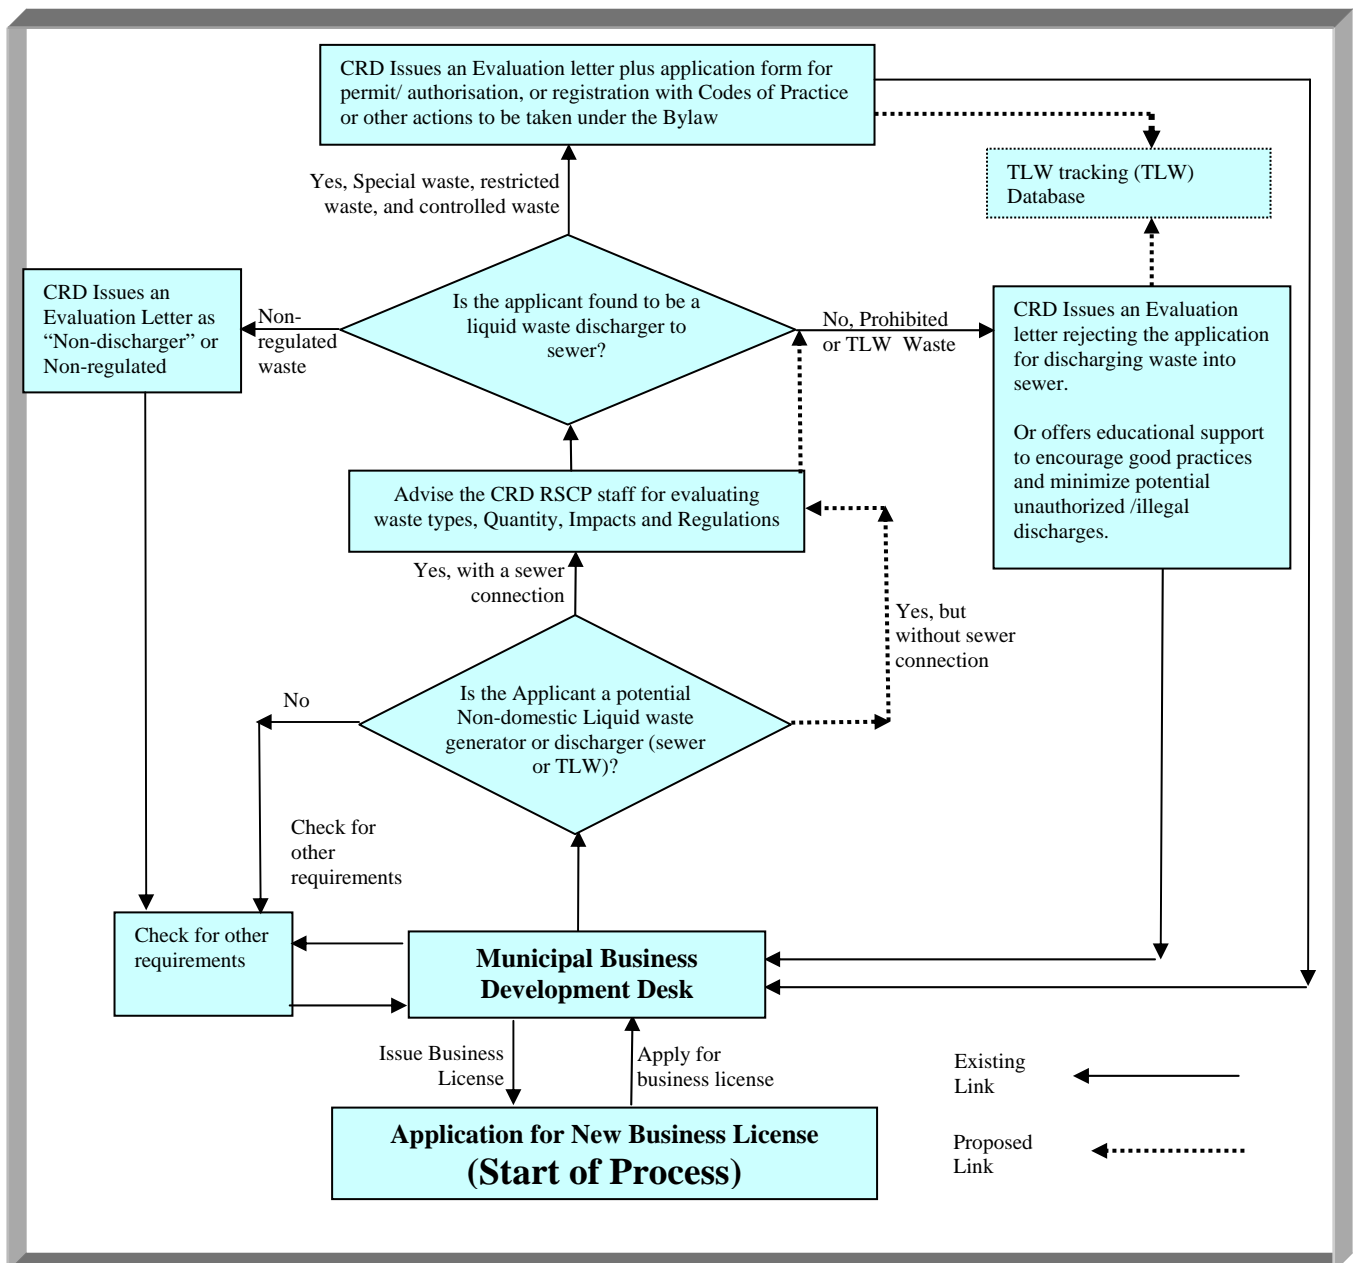 CRD Issues an Evaluation letter plus application form for
permit/ authorisation, or registration with Codes of Practice
or other actions to be taken under the Bylaw
TLW tracking (TLW)
Database
Yes, Special waste, restricted
waste, and controlled waste
CRD Issues an
Evaluation Letter as
“Non-discharger” or
Non-regulated
Non-
regulated
waste
Is the applicant found to be a
liquid waste discharger to
sewer?
No, Prohibited
or TLW Waste
CRD Issues an Evaluation
letter rejecting the application
for discharging waste into
sewer.
Or offers educational support
to encourage good practices
and minimize potential
unauthorized /illegal
discharges.
Advise the CRD RSCP staff for evaluating
waste types, Quantity, Impacts and Regulations
Yes, with a sewer
connection
Yes, but
without sewer
connection
No
Is the Applicant a potential
Non-domestic Liquid waste
generator or discharger (sewer
or TLW)?
Check for
other
requirements
Check for other
requirements
Municipal Business
Development Desk
Issue Business
License
Apply for
business license
Existing
Link
Application for New Business License
(Start of Process)
Proposed
Link